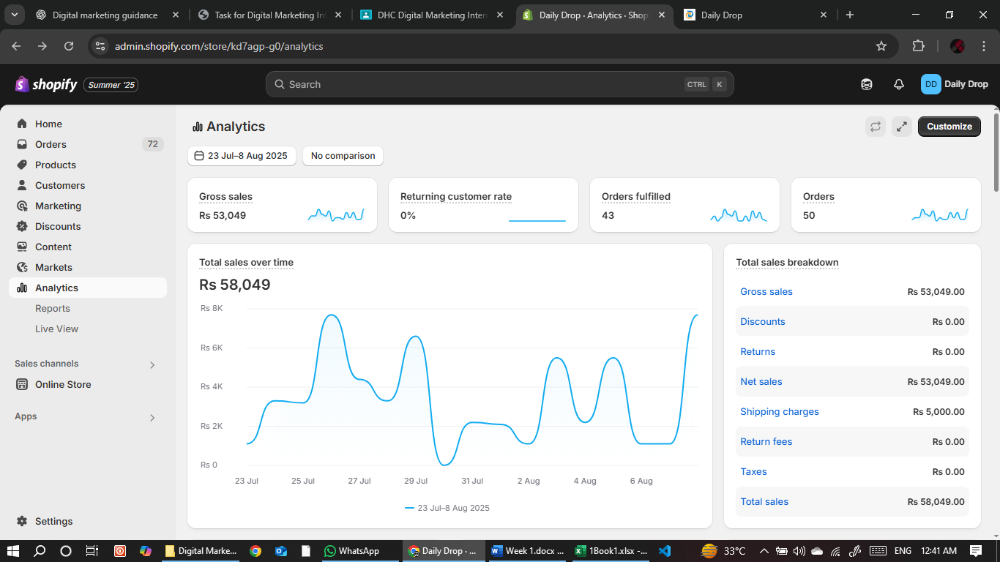 Digital marketing guidance
Task for Digital Marketing Int
DHC Digital Marketing Intern
Daily Drop · Analytics · Shopi
Daily Drop
admin.shopify.com/store/kd7agp-g0/analytics
shopify
Summer '25
Search
CTRL K
DD
Daily Drop
Home
Orders 72
Products
Customers
Marketing
Discounts
Content
Markets
Analytics
Reports
Live View
Sales channels
Online Store
Apps
Settings
Analytics
Customize
23 Jul–8 Aug 2025
No comparison
Gross sales
Rs 53,049
Returning customer rate
0%
Orders fulfilled
43
Orders
50
Total sales over time
Rs 58,049
Rs 8K
Rs 6K
Rs 4K
Rs 2K
Rs 0
23 Jul 25 Jul 27 Jul 29 Jul 31 Jul 2 Aug 4 Aug 6 Aug
23 Jul–8 Aug 2025
Total sales breakdown
Gross sales Rs 53,049.00
Discounts Rs 0.00
Returns Rs 0.00
Net sales Rs 53,049.00
Shipping charges Rs 5,000.00
Return fees Rs 0.00
Taxes Rs 0.00
Total sales Rs 58,049.00
Digital Marke...
WhatsApp
Daily Drop · ...
Week 1.docx ...
1Book1.xlsx -...
33°C
ENG
12:41 AM